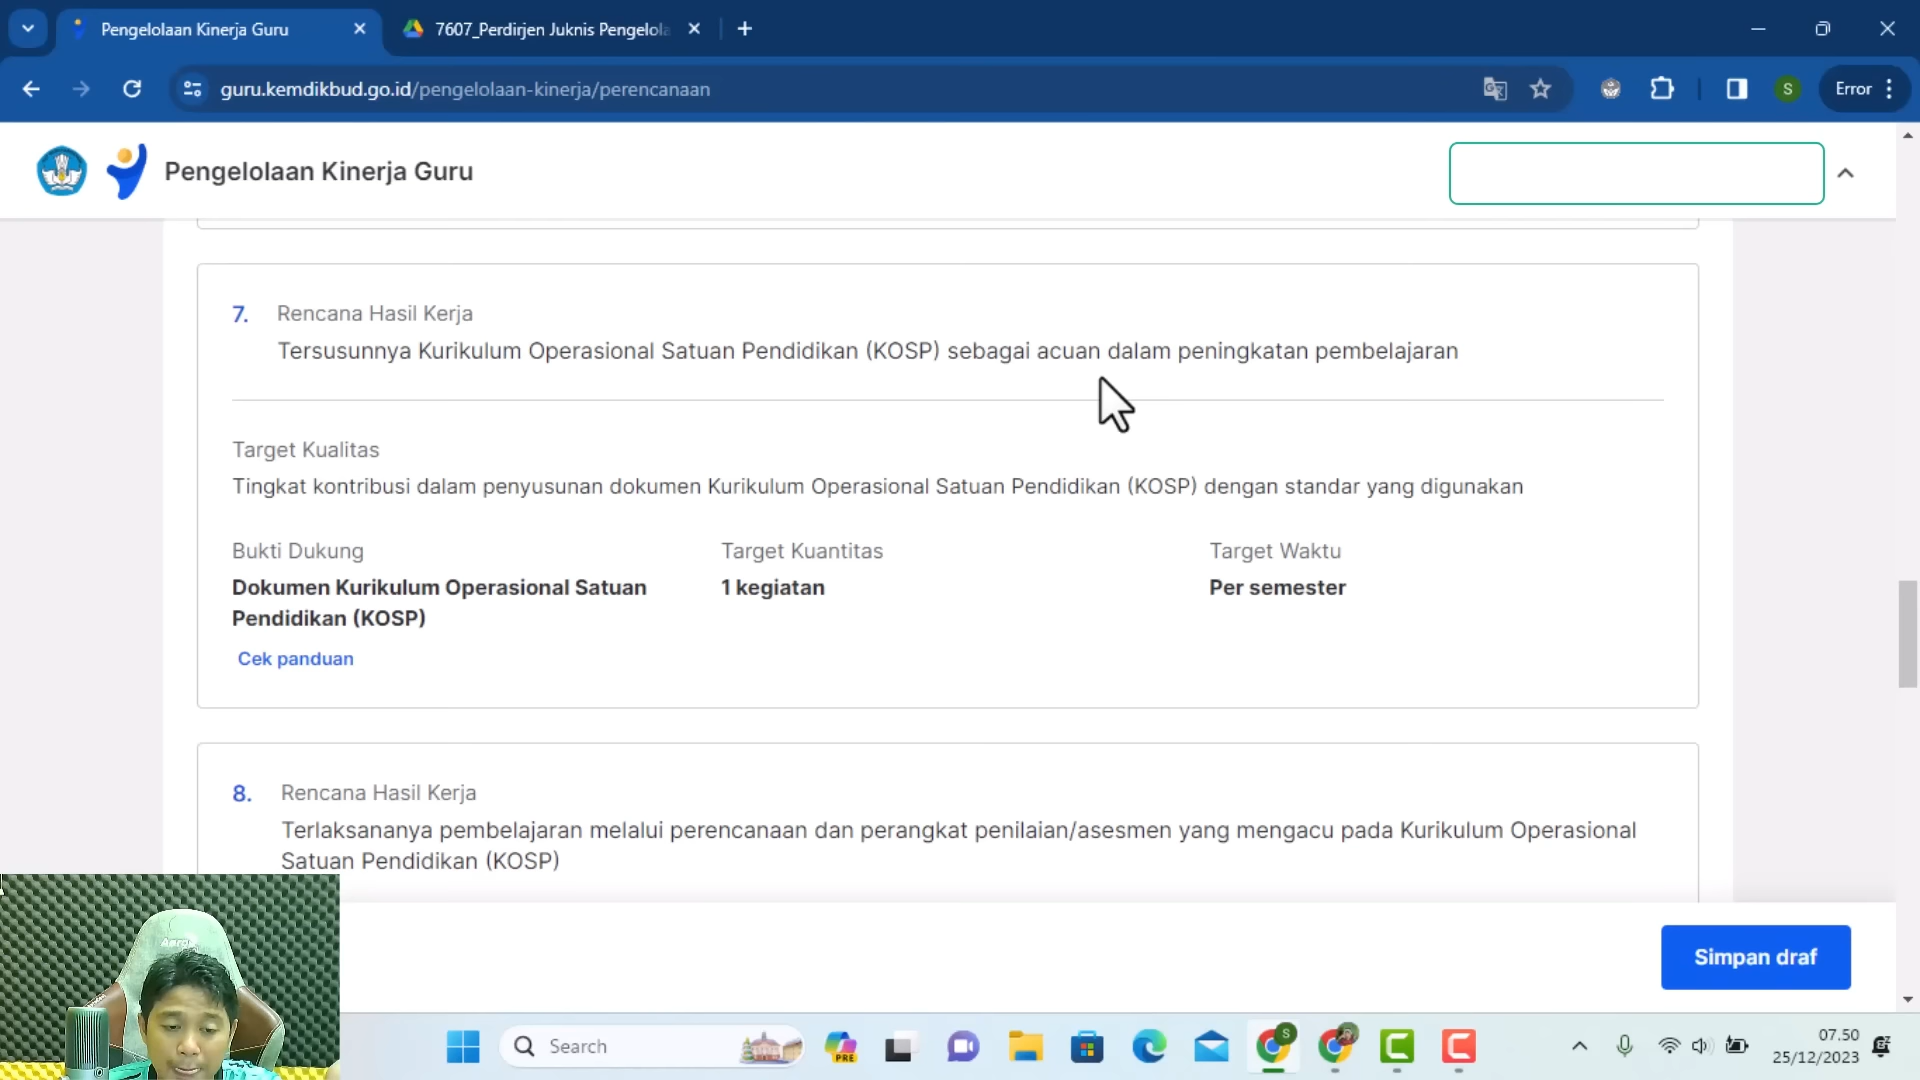 Pengelolaan Kinerja Guru
7607_Perdirjen Juknis Pengelola
guru.kemdikbud.go.id/pengelolaan-kinerja/perencanaan
S
Error
Pengelolaan Kinerja Guru
7. Rencana Hasil Kerja
Tersusunnya Kurikulum Operasional Satuan Pendidikan (KOSP) sebagai acuan dalam peningkatan pembelajaran
Target Kualitas
Tingkat kontribusi dalam penyusunan dokumen Kurikulum Operasional Satuan Pendidikan (KOSP) dengan standar yang digunakan
Bukti Dukung Target Kuantitas Target Waktu
Dokumen Kurikulum Operasional Satuan 1 kegiatan Per semester
Pendidikan (KOSP)
Cek panduan
8. Rencana Hasil Kerja
Terlaksananya pembelajaran melalui perencanaan dan perangkat penilaian/asesmen yang mengacu pada Kurikulum Operasional
Satuan Pendidikan (KOSP)
Simpan draf
Search
PRE
S
07.50
25/12/2023